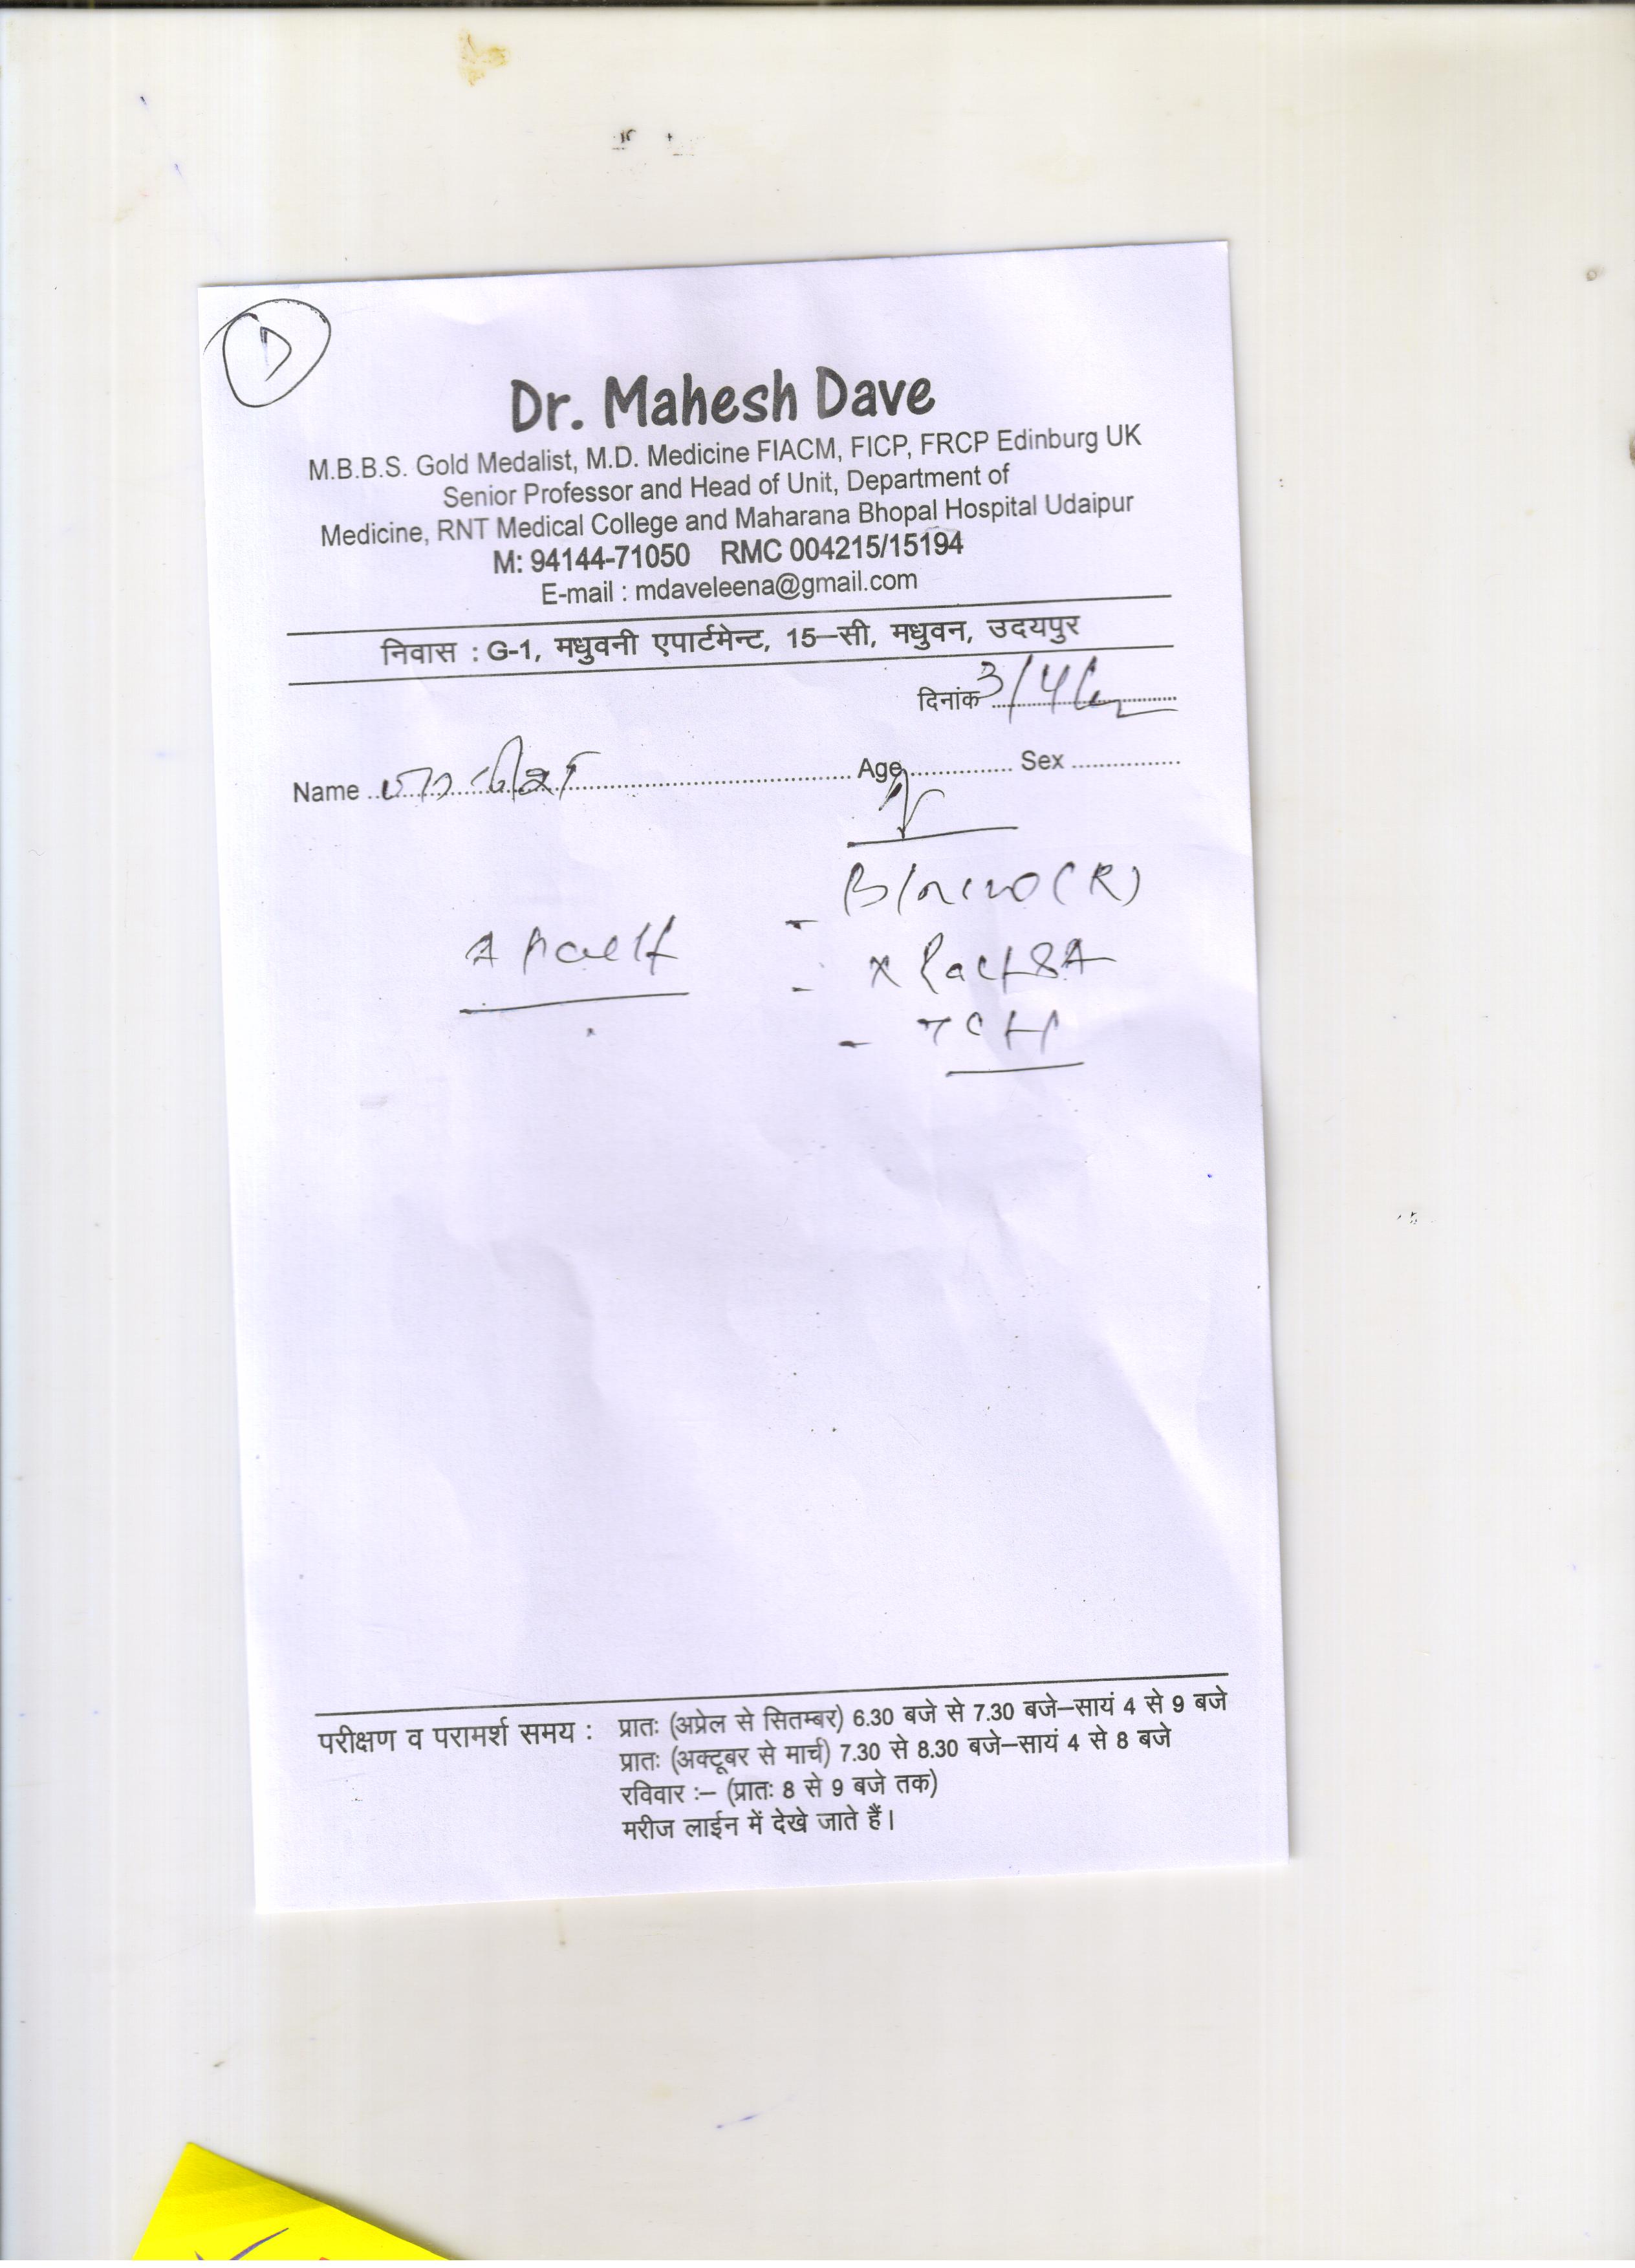 D
Dr. Mahesh Dave
M.B.B.S. Gold Medalist, M.D. Medicine FIACM, FICP, FRCP Edinburg UK
Senior Professor and Head of Unit, Department of
Medicine, RNT Medical College and Maharana Bhopal Hospital Udaipur
M: 94144-71050 RMC 004215/15194
E-mail : mdaveleena@gmail.com
निवास : G-1, मधुवनी एपार्टमेन्ट, 15–सी, मधुवन, उदयपुर
दिनांक 3/4/
Name Age Sex
(R)
परीक्षण व परामर्श समय : प्रातः (अप्रेल से सितम्बर) 6.30 बजे से 7.30 बजे–सायं 4 से 9 बजे
प्रातः (अक्टूबर से मार्च) 7.30 से 8.30 बजे–सायं 4 से 8 बजे
रविवार :– (प्रातः 8 से 9 बजे तक)
मरीज लाईन में देखे जाते हैं।